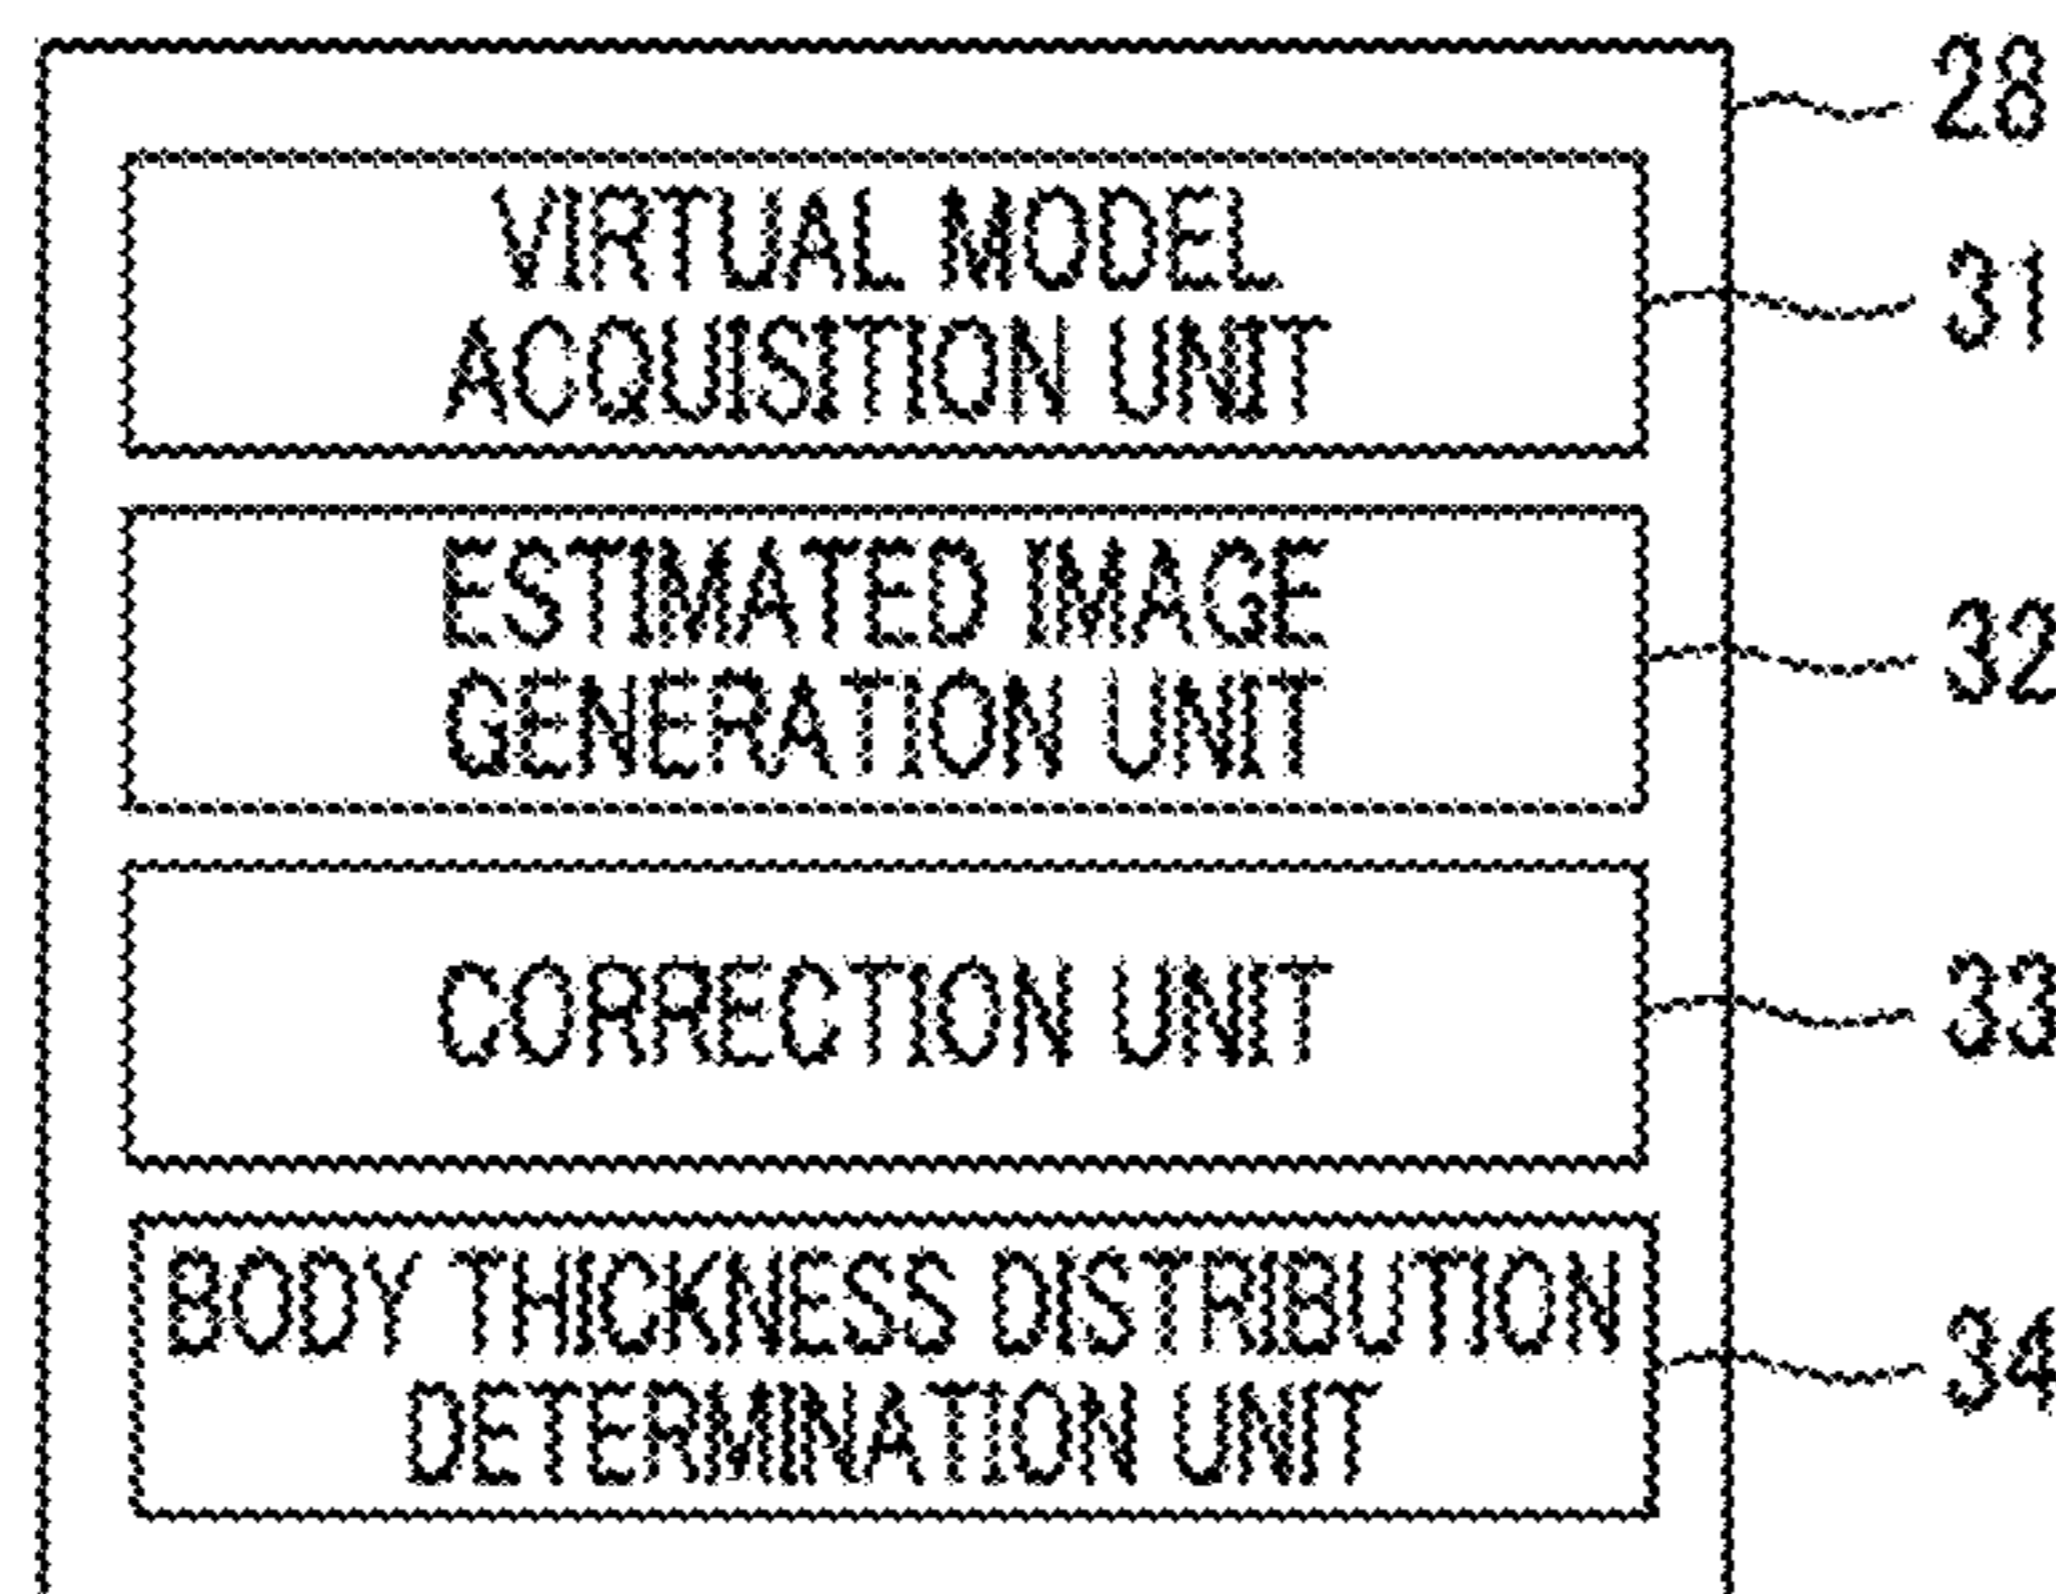 28
VIRTUAL MODEL
ACQUISITION UNIT
31
ESTIMATED IMAGE
GENERATION UNIT
32
CORRECTION UNIT
33
BODY THICKNESS DISTRIBUTION
DETERMINATION UNIT
34